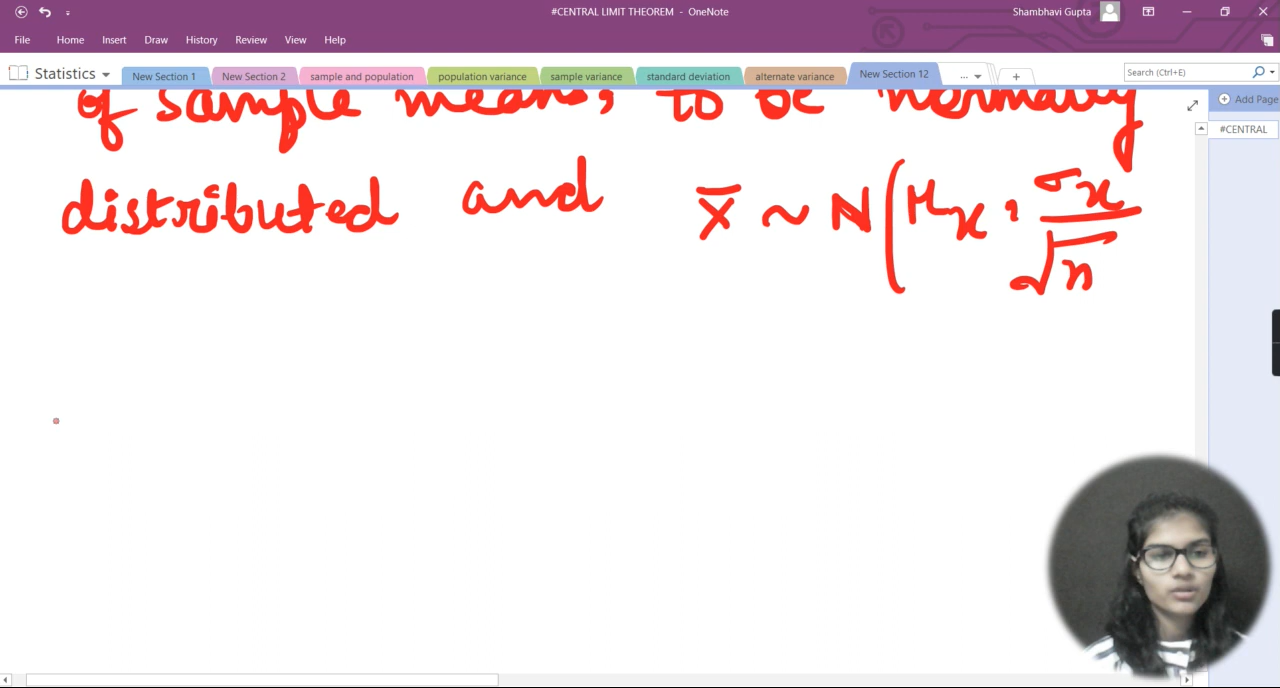 #CENTRAL LIMIT THEOREM - OneNote
Shambhavi Gupta
File Home Insert Draw History Review View Help
Statistics
New Section 1 New Section 2 sample and population population variance sample variance standard deviation alternate variance New Section 12 ... +
Search (Ctrl+E)
Add Page
#CENTRAL
of sample means, to be normally
distributed and X̄ ~ N(μx, σx/√n